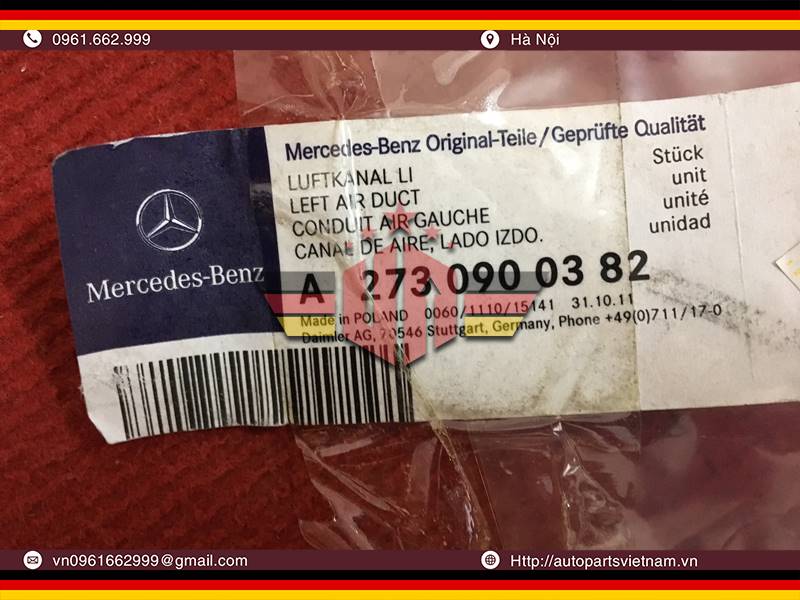 0961.662.999
Hà Nội
Mercedes-Benz Original-Teile/Geprüfte Qualität
LUFTKANAL LI
LEFT AIR DUCT
CONDUIT AIR GAUCHE
CANAL DE AIRE, LADO IZDO.
Stück
unit
unité
unidad
Mercedes-Benz
A 273 090 03 82
Made in POLAND 0060/1110/15141 31.10.11
Daimler AG, 70546 Stuttgart, Germany, Phone +49(0)711/17-0
vn0961662999@gmail.com
Http://autopartsvietnam.vn